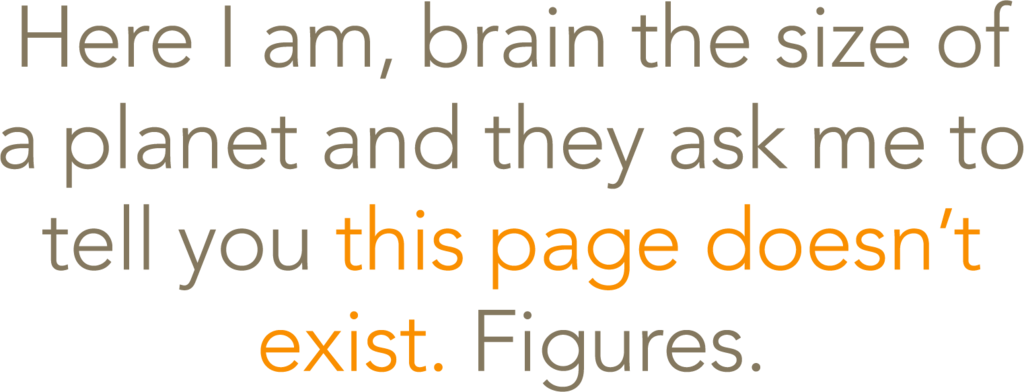 Here I am, brain the size of
a planet and they ask me to
tell you this page doesn’t
exist. Figures.